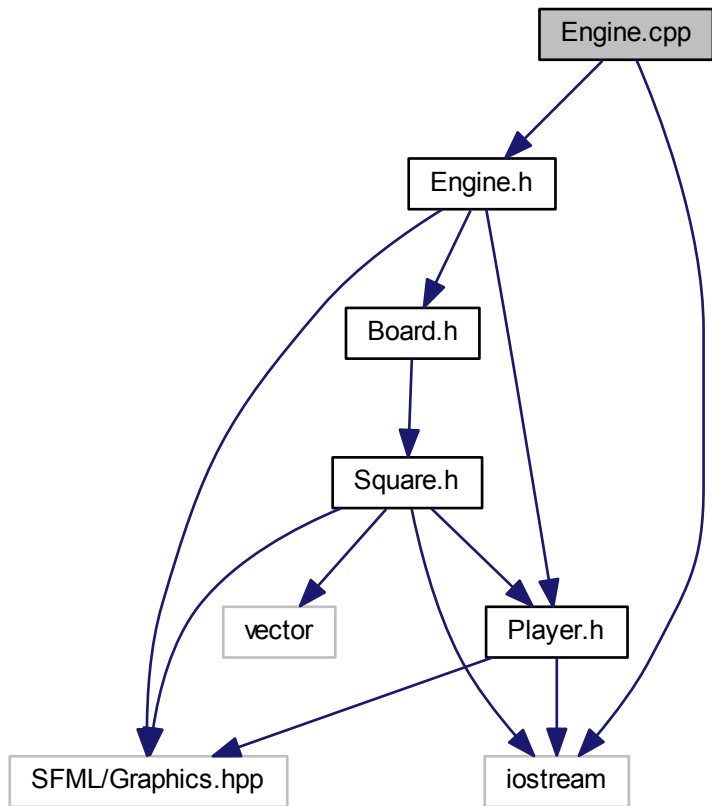 Engine.cpp
Engine.h
Board.h
Square.h
vector
Player.h
SFML/Graphics.hpp
iostream